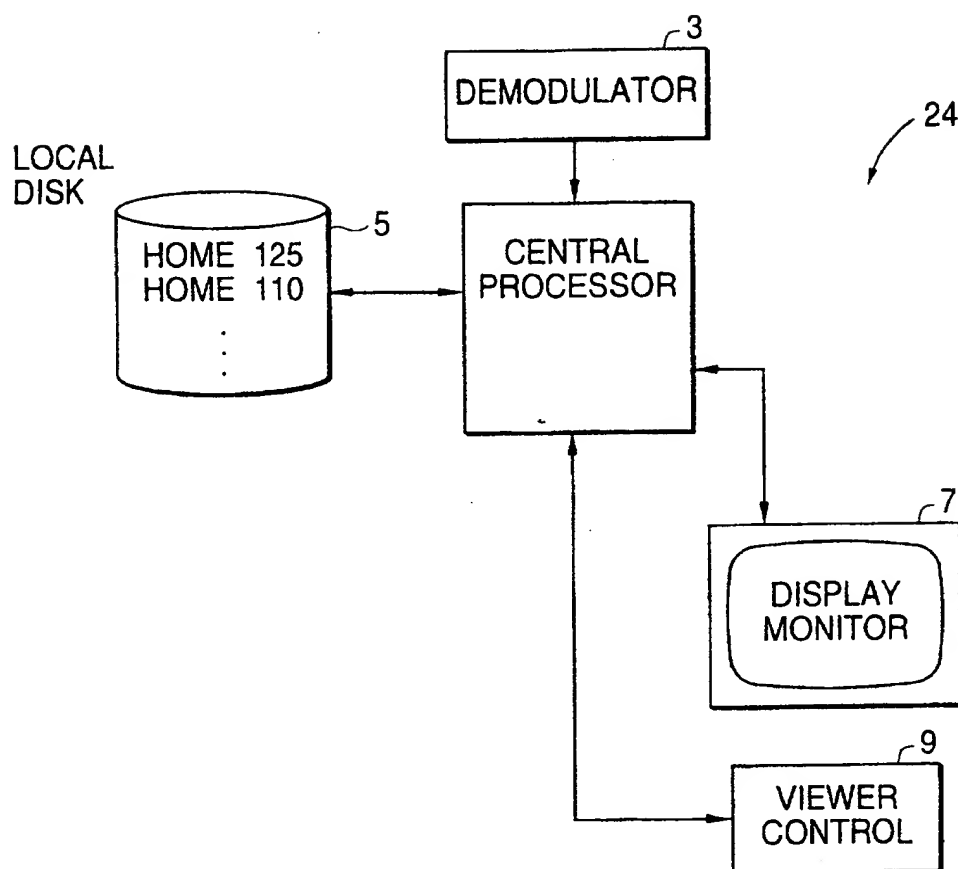 3
DEMODULATOR
24
LOCAL
DISK
5
HOME 125
HOME 110
.
.
.
CENTRAL
PROCESSOR
7
DISPLAY
MONITOR
9
VIEWER
CONTROL